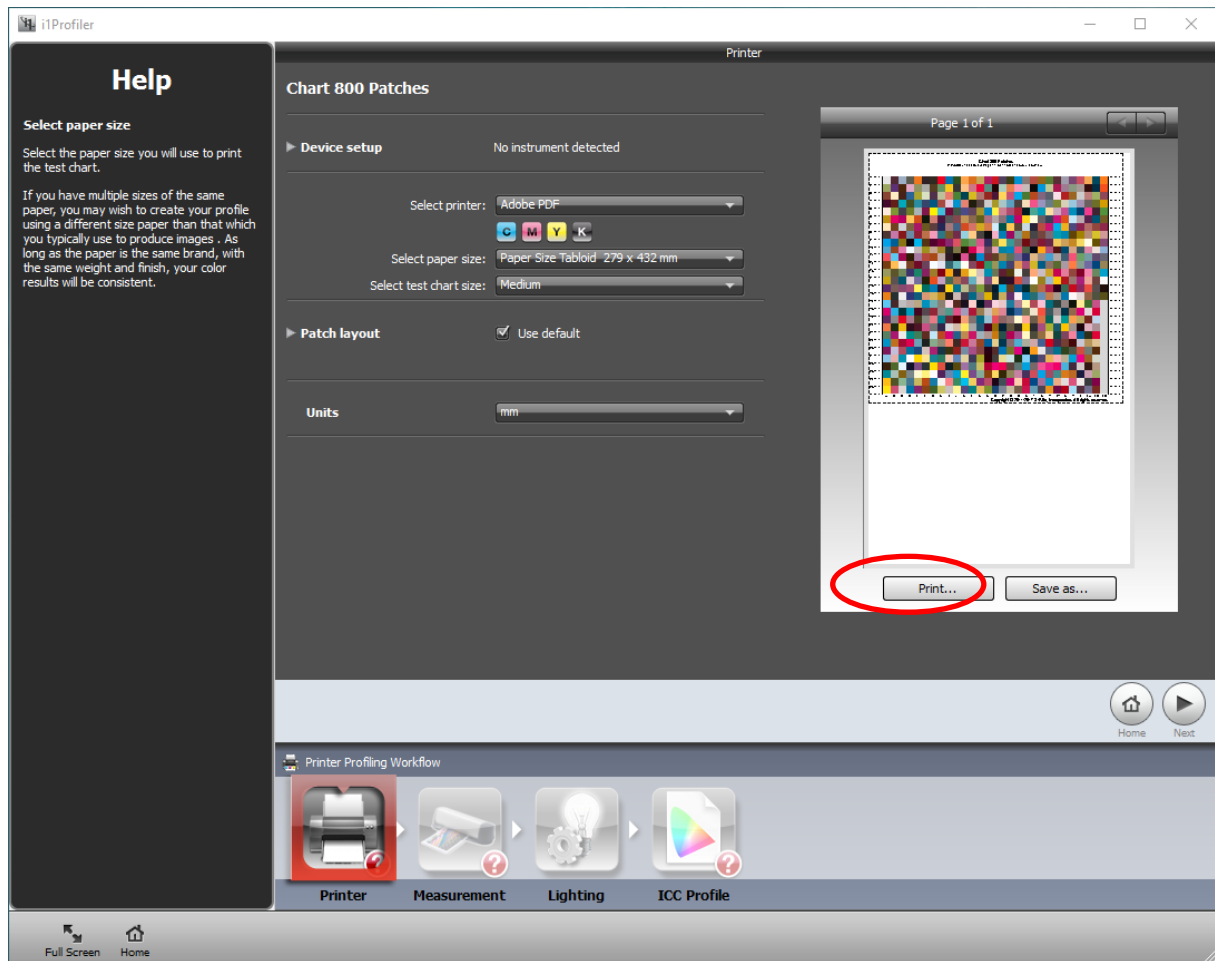 i1Profiler
Help
Select paper size
Select the paper size you will use to print
the test chart.
If you have multiple sizes of the same
paper, you may wish to create your profile
using a different size paper than that which
you typically use to produce images . As
long as the paper is the same brand, with
the same weight and finish, your color
results will be consistent.
Printer
Chart 800 Patches
Device setup No instrument detected
Select printer: Adobe PDF
C M Y K
Select paper size: Paper Size Tabloid 279 x 432 mm
Select test chart size: Medium
Patch layout Use default
Units mm
Page 1 of 1
Chart 800 Patches
Print... Save as...
Home Next
Printer Profiling Workflow
? ? ?
Printer Measurement Lighting ICC Profile
Full Screen Home